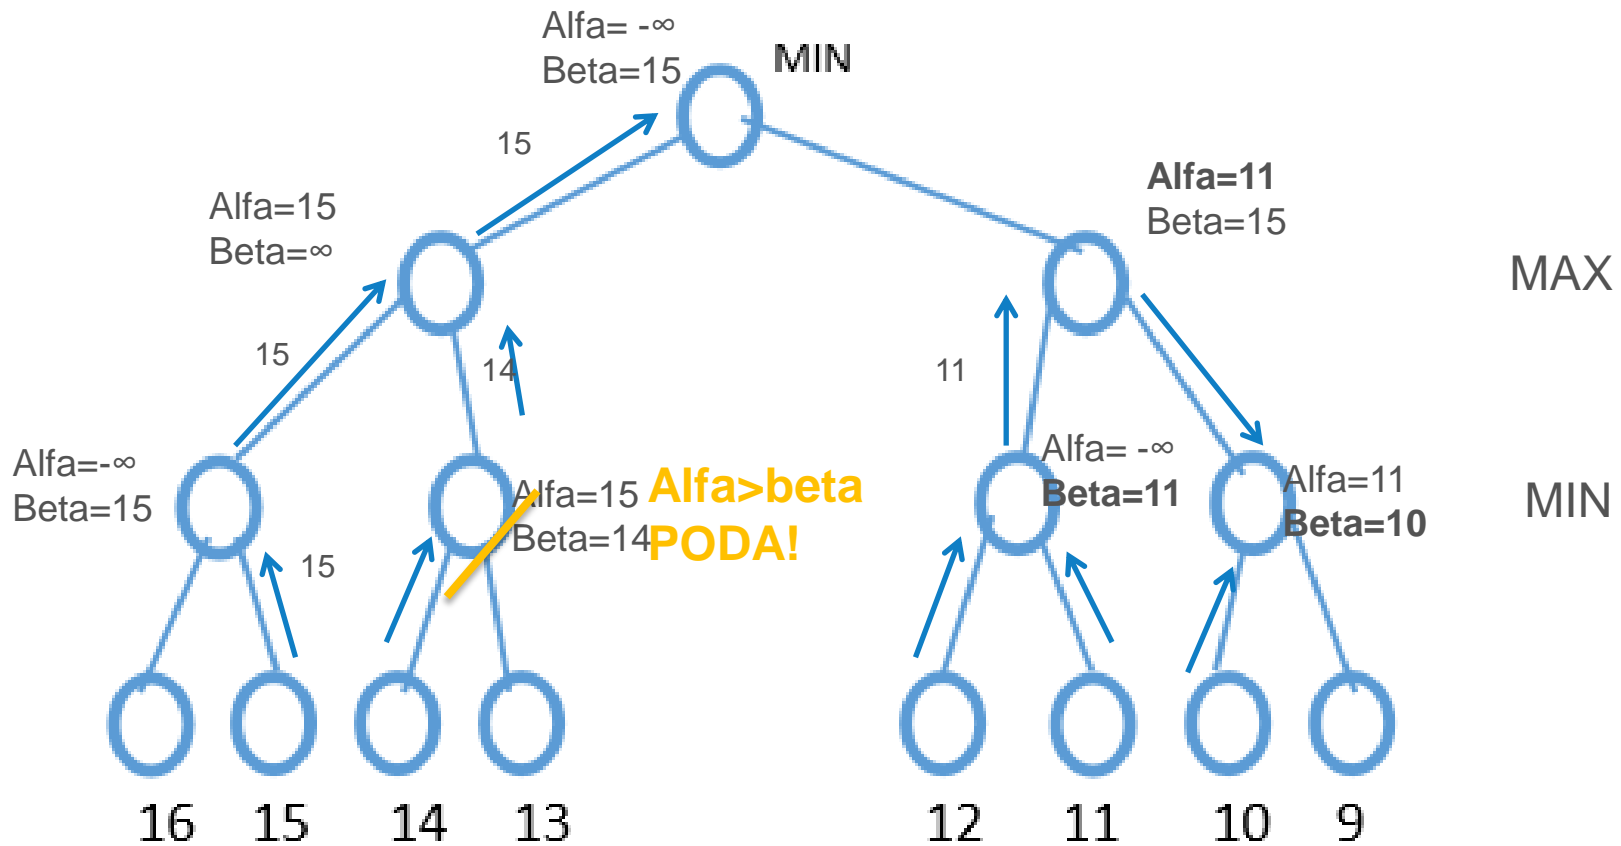 Alfa= -∞
Beta=15
MIN
15
Alfa=11
Beta=15
Alfa=15
Beta=∞
MAX
15
14
11
Alfa=-∞
Beta=15
Alfa=15
Beta=14
Alfa>beta
PODA!
Alfa= -∞
Beta=11
Alfa=11
Beta=10
MIN
15
16 15 14 13 12 11 10 9